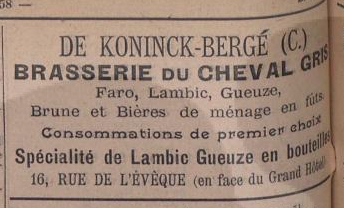 58 —
DE KONINCK-BERGÉ (C.)
BRASSERIE DU CHEVAL GRIS
Faro, Lambic, Gueuze,
Brune et Bières de ménage en fûts.
Consommations de premier choix
Spécialité de Lambic Gueuze en bouteilles
16, RUE DE L'ÉVÊQUE (en face du Grand Hôtel)